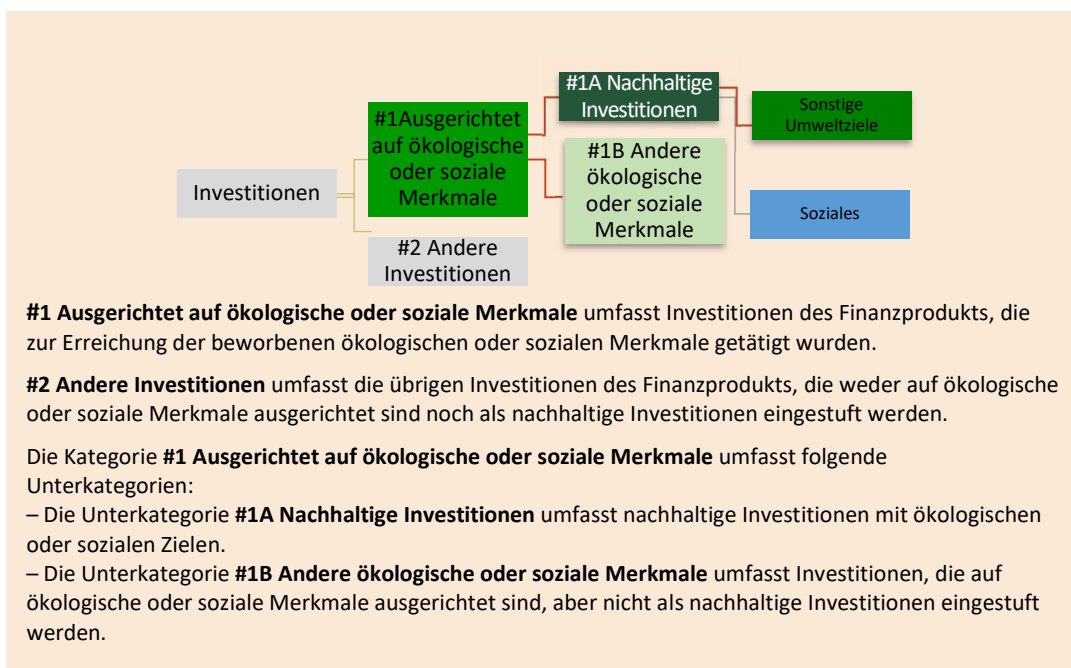 Investitionen
#1Ausgerichtet
auf ökologische
oder soziale
Merkmale
#2 Andere
Investitionen
#1A Nachhaltige
Investitionen
#1B Andere
ökologische
oder soziale
Merkmale
Sonstige
Umweltziele
Soziales
#1 Ausgerichtet auf ökologische oder soziale Merkmale umfasst Investitionen des Finanzprodukts, die
zur Erreichung der beworbenen ökologischen oder sozialen Merkmale getätigt wurden.
#2 Andere Investitionen umfasst die übrigen Investitionen des Finanzprodukts, die weder auf ökologische
oder soziale Merkmale ausgerichtet sind noch als nachhaltige Investitionen eingestuft werden.
Die Kategorie #1 Ausgerichtet auf ökologische oder soziale Merkmale umfasst folgende
Unterkategorien:
– Die Unterkategorie #1A Nachhaltige Investitionen umfasst nachhaltige Investitionen mit ökologischen
oder sozialen Zielen.
– Die Unterkategorie #1B Andere ökologische oder soziale Merkmale umfasst Investitionen, die auf
ökologische oder soziale Merkmale ausgerichtet sind, aber nicht als nachhaltige Investitionen eingestuft
werden.